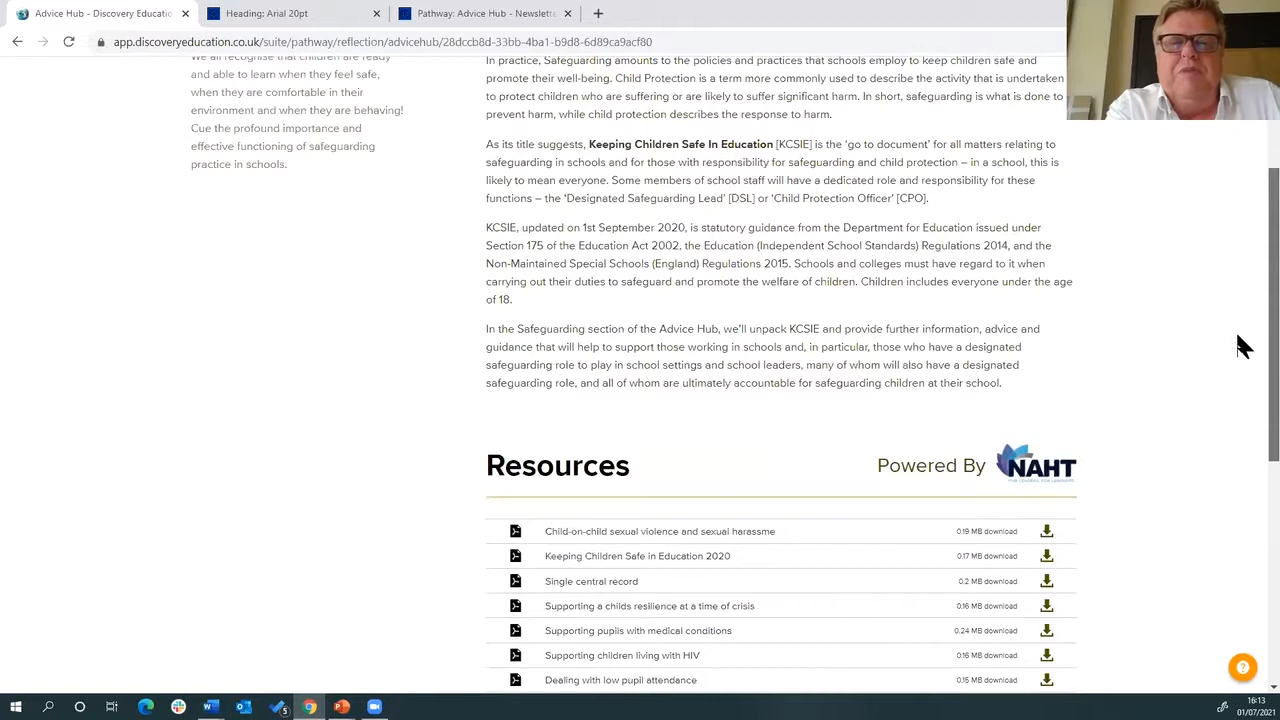 Advice Hub - Discovery Educatio
Heading: Arial 20pt
Pathway: Advice Hub - Newslette
app.discoveryeducation.co.uk/suite/pathway/reflection/advicehub/28dccb8d-33bb-4ba1-b9d8-6d89ca9acf80
We all recognise that children are ready
and able to learn when they feel safe,
when they are comfortable in their
environment and when they are behaving!
Cue the profound importance and
effective functioning of safeguarding
practice in schools.
In practice, Safeguarding amounts to the policies and practices that schools employ to keep children safe and
promote their well-being. Child Protection is a term more commonly used to describe the activity that is undertaken
to protect children who are suffering or are likely to suffer significant harm. In short, safeguarding is what is done to
prevent harm, while child protection describes the response to harm.
As its title suggests, Keeping Children Safe In Education [KCSIE] is the ‘go to document’ for all matters relating to
safeguarding in schools and for those with responsibility for safeguarding and child protection – in a school, this is
likely to mean everyone. Some members of school staff will have a dedicated role and responsibility for these
functions – the ‘Designated Safeguarding Lead’ [DSL] or ‘Child Protection Officer’ [CPO].
KCSIE, updated on 1st September 2020, is statutory guidance from the Department for Education issued under
Section 175 of the Education Act 2002, the Education (Independent School Standards) Regulations 2014, and the
Non-Maintained Special Schools (England) Regulations 2015. Schools and colleges must have regard to it when
carrying out their duties to safeguard and promote the welfare of children. Children includes everyone under the age
of 18.
In the Safeguarding section of the Advice Hub, we’ll unpack KCSIE and provide further information, advice and
guidance that will help to support those working in schools and, in particular, those who have a designated
safeguarding role to play in school settings and school leaders, many of whom will also have a designated
safeguarding role, and all of whom are ultimately accountable for safeguarding children at their school.
Resources
Powered By NAHT
Child-on-child sexual violence and sexual harassme 0.19 MB download
Keeping Children Safe in Education 2020 0.17 MB download
Single central record 0.2 MB download
Supporting a childs resilience at a time of crisis 0.16 MB download
Supporting pupils with medical conditions 0.24 MB download
Supporting children living with HIV 0.16 MB download
Dealing with low pupil attendance 0.15 MB download
16:13
01/07/2021